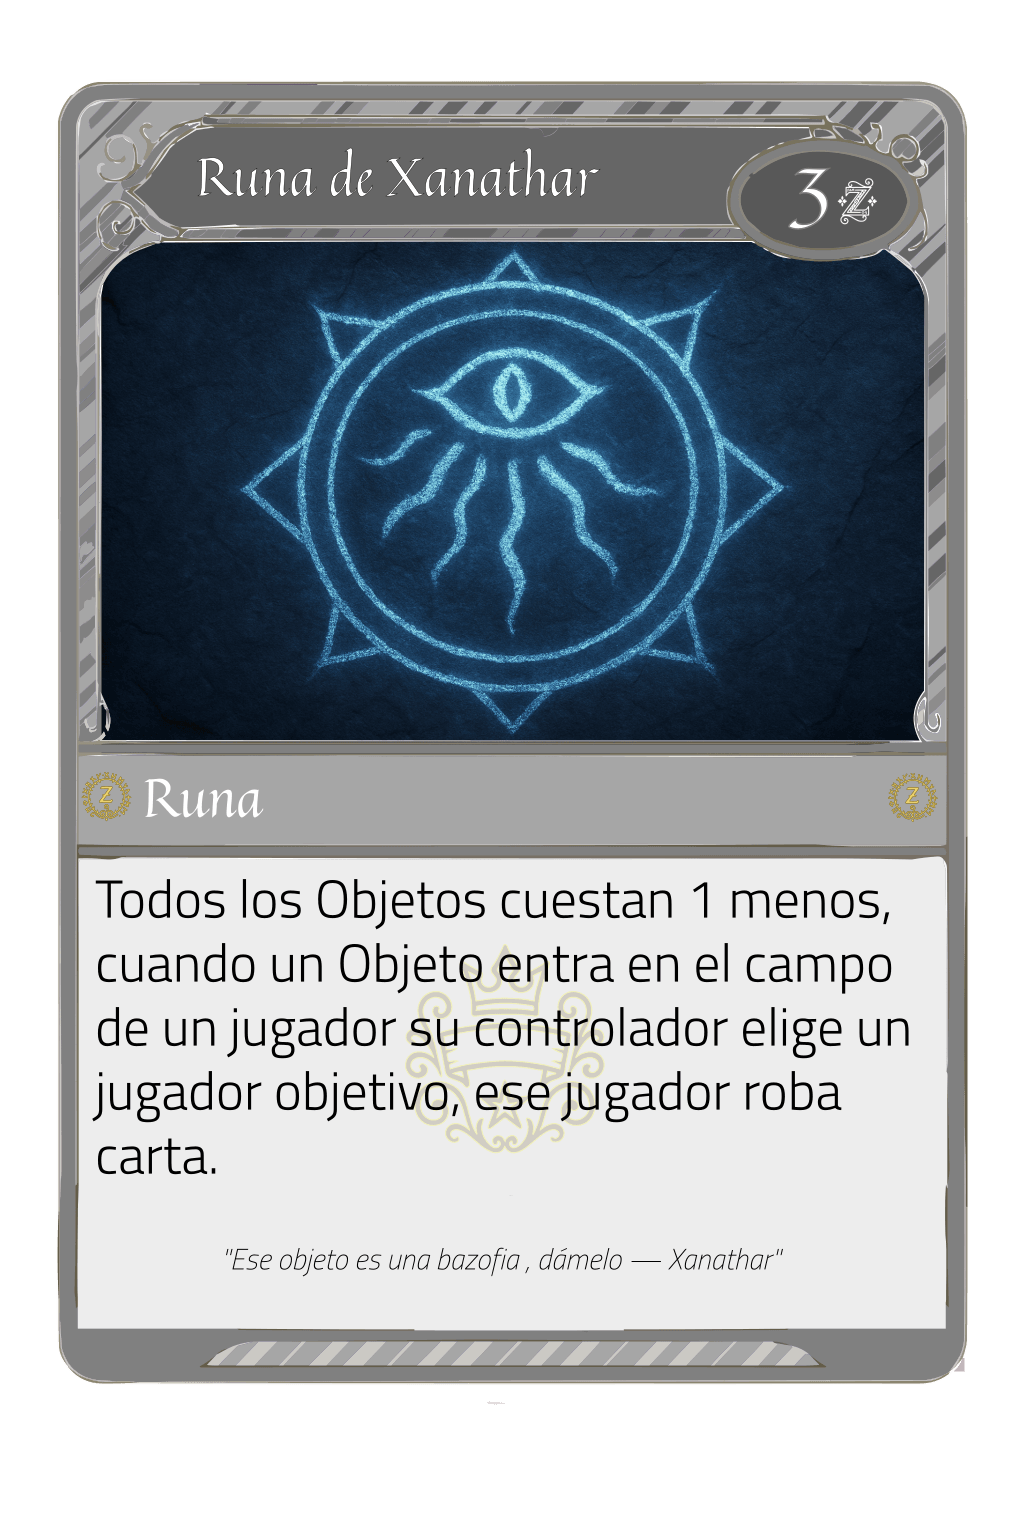 Runa de Xanathar
3 Z
Z Runa Z
Todos los Objetos cuestan 1 menos,
cuando un Objeto entra en el campo
de un jugador su controlador elige un
jugador objetivo, ese jugador roba
carta.
"Ese objeto es una bazofia , dámelo — Xanathar"